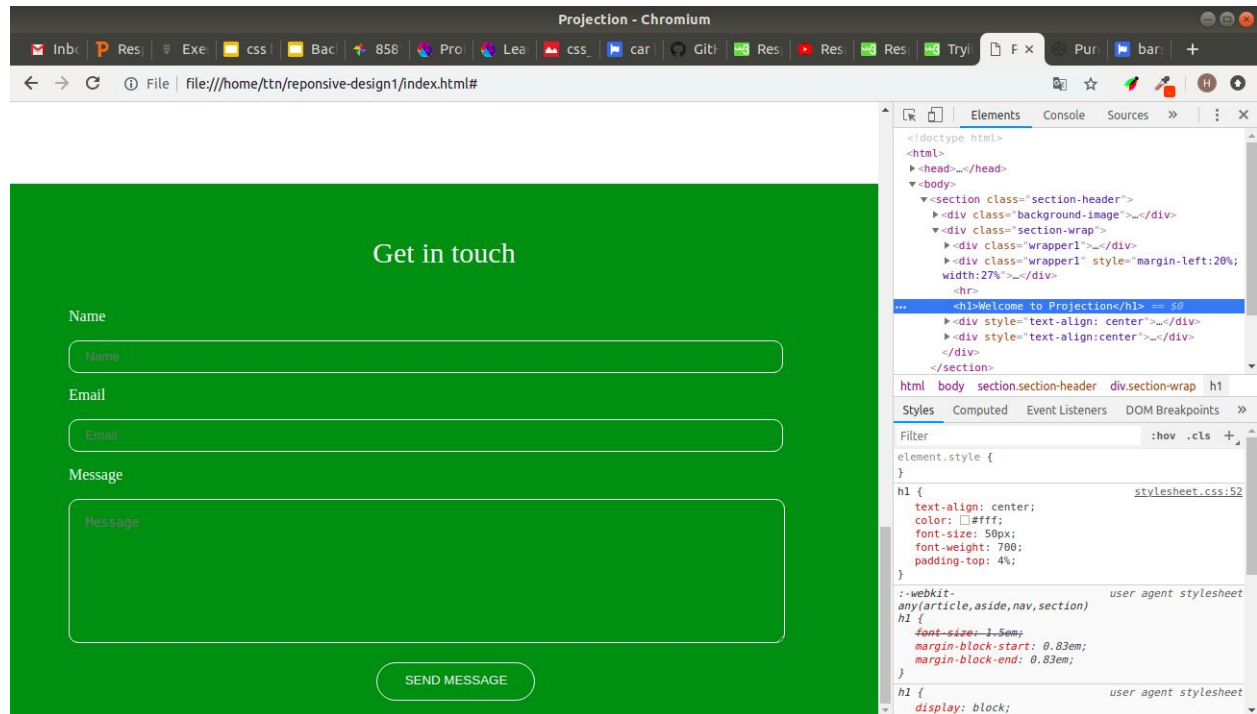 Projection - Chromium
Inbo Res Exe css Bac 858 Pro Lea css_ car Git Res Res Res Tryi P Pur bar
File file:///home/ttn/reponsive-design1/index.html#
H
Elements Console Sources »
<!doctype html>
<html>
<head>…</head>
<body>
<section class="section-header">
<div class="background-image">…</div>
<div class="section-wrap">
<div class="wrapper1">…</div>
<div class="wrapper1" style="margin-left:20%;
width:27%">…</div>
<hr>
<h1>Welcome to Projection</h1> == $0
<div style="text-align: center">…</div>
<div style="text-align:center">…</div>
</div>
</section>
html body section.section-header div.section-wrap h1
Styles Computed Event Listeners DOM Breakpoints »
Filter :hov .cls +
element.style {
}
h1 { stylesheet.css:52
text-align: center;
color: #fff;
font-size: 50px;
font-weight: 700;
padding-top: 4%;
}
:-webkit- user agent stylesheet
any(article,aside,nav,section)
h1 {
font-size: 1.5em;
margin-block-start: 0.83em;
margin-block-end: 0.83em;
}
h1 { user agent stylesheet
display: block;
Get in touch
Name
Name
Email
Email
Message
Message
SEND MESSAGE